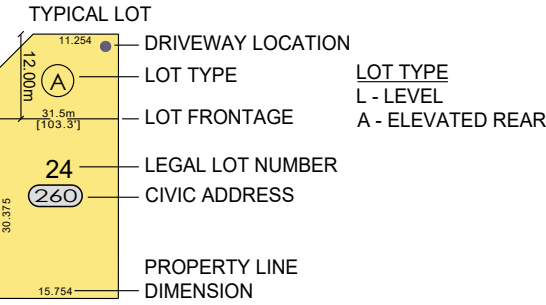 TYPICAL LOT
11.254
DRIVEWAY LOCATION
12.00m
A
LOT TYPE
LOT TYPE
L - LEVEL
A - ELEVATED REAR
31.5m
[103.3']
LOT FRONTAGE
24
LEGAL LOT NUMBER
260
CIVIC ADDRESS
30.375
PROPERTY LINE
DIMENSION
15.754